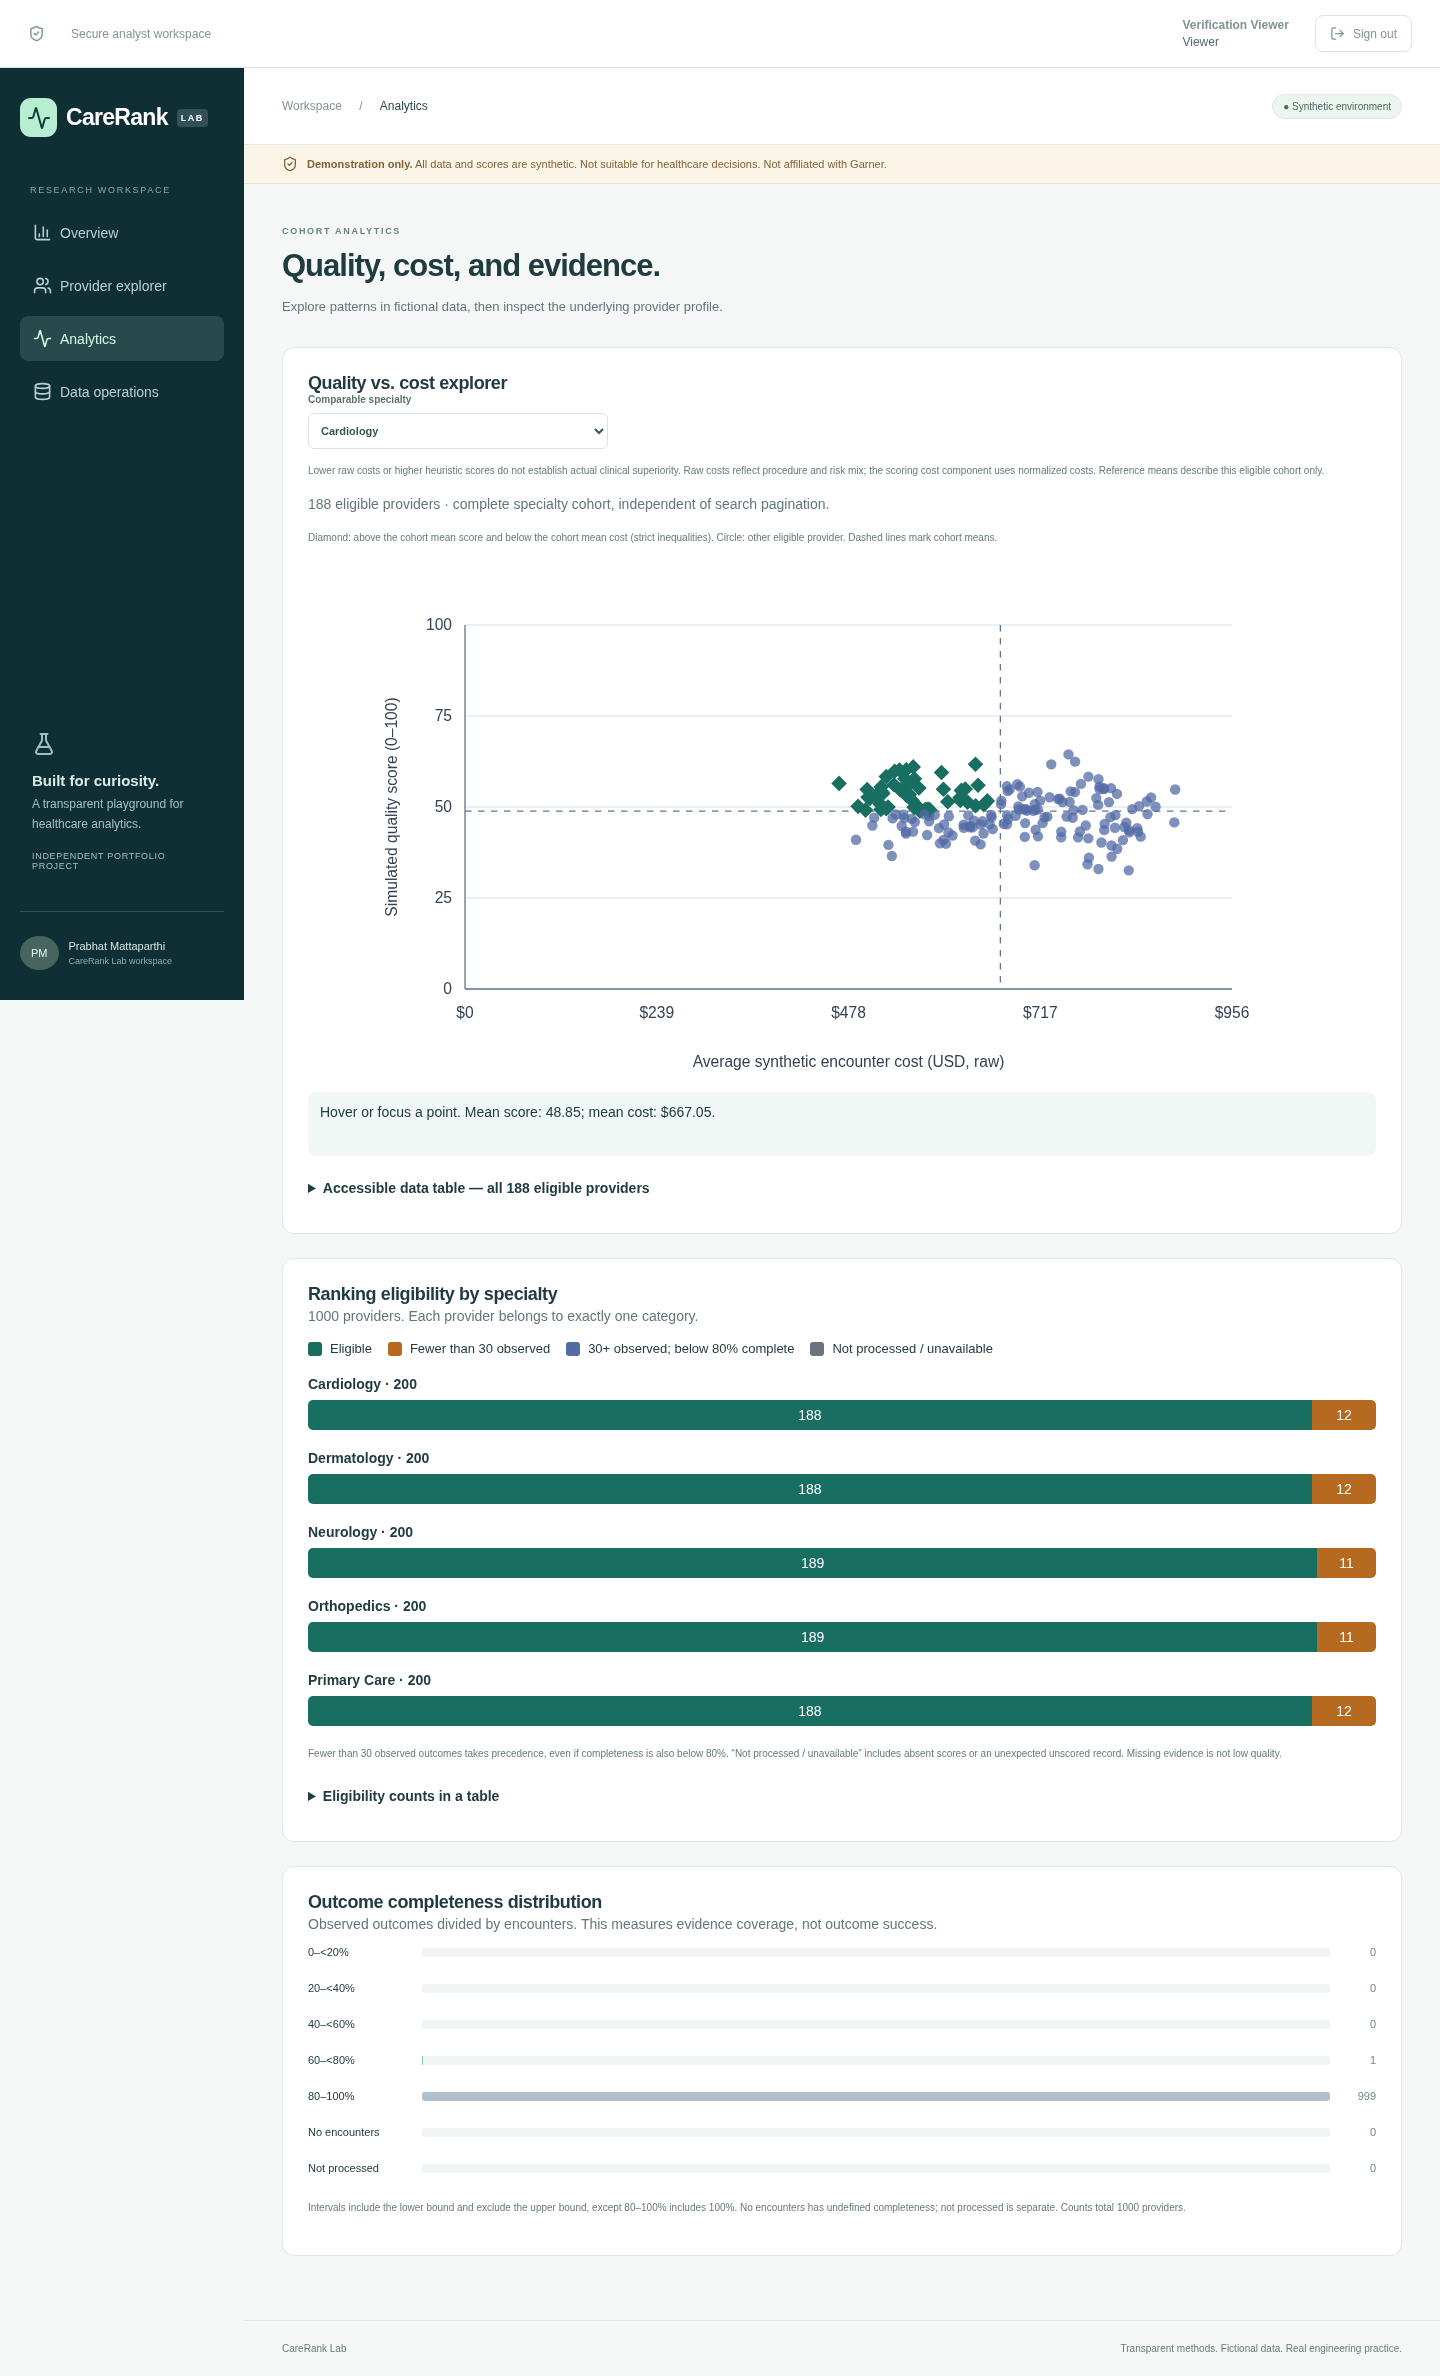 Secure analyst workspace
Verification Viewer
Viewer
Sign out
CareRank LAB
RESEARCH WORKSPACE
Overview
Provider explorer
Analytics
Data operations
Built for curiosity.
A transparent playground for
healthcare analytics.
INDEPENDENT PORTFOLIO
PROJECT
PM
Prabhat Mattaparthi
CareRank Lab workspace
Workspace / Analytics
● Synthetic environment
Demonstration only. All data and scores are synthetic. Not suitable for healthcare decisions. Not affiliated with Garner.
COHORT ANALYTICS
Quality, cost, and evidence.
Explore patterns in fictional data, then inspect the underlying provider profile.
Quality vs. cost explorer
Comparable specialty
Cardiology
Lower raw costs or higher heuristic scores do not establish actual clinical superiority. Raw costs reflect procedure and risk mix; the scoring cost component uses normalized costs. Reference means describe this eligible cohort only.
188 eligible providers · complete specialty cohort, independent of search pagination.
Diamond: above the cohort mean score and below the cohort mean cost (strict inequalities). Circle: other eligible provider. Dashed lines mark cohort means.
Simulated quality score (0–100)
100
75
50
25
0
$0 $239 $478 $717 $956
Average synthetic encounter cost (USD, raw)
Hover or focus a point. Mean score: 48.85; mean cost: $667.05.
Accessible data table — all 188 eligible providers
Ranking eligibility by specialty
1000 providers. Each provider belongs to exactly one category.
Eligible Fewer than 30 observed 30+ observed; below 80% complete Not processed / unavailable
Cardiology · 200
188 12
Dermatology · 200
188 12
Neurology · 200
189 11
Orthopedics · 200
189 11
Primary Care · 200
188 12
Fewer than 30 observed outcomes takes precedence, even if completeness is also below 80%. “Not processed / unavailable” includes absent scores or an unexpected unscored record. Missing evidence is not low quality.
Eligibility counts in a table
Outcome completeness distribution
Observed outcomes divided by encounters. This measures evidence coverage, not outcome success.
0–<20% 0
20–<40% 0
40–<60% 0
60–<80% 1
80–100% 999
No encounters 0
Not processed 0
Intervals include the lower bound and exclude the upper bound, except 80–100% includes 100%. No encounters has undefined completeness; not processed is separate. Counts total 1000 providers.
CareRank Lab
Transparent methods. Fictional data. Real engineering practice.